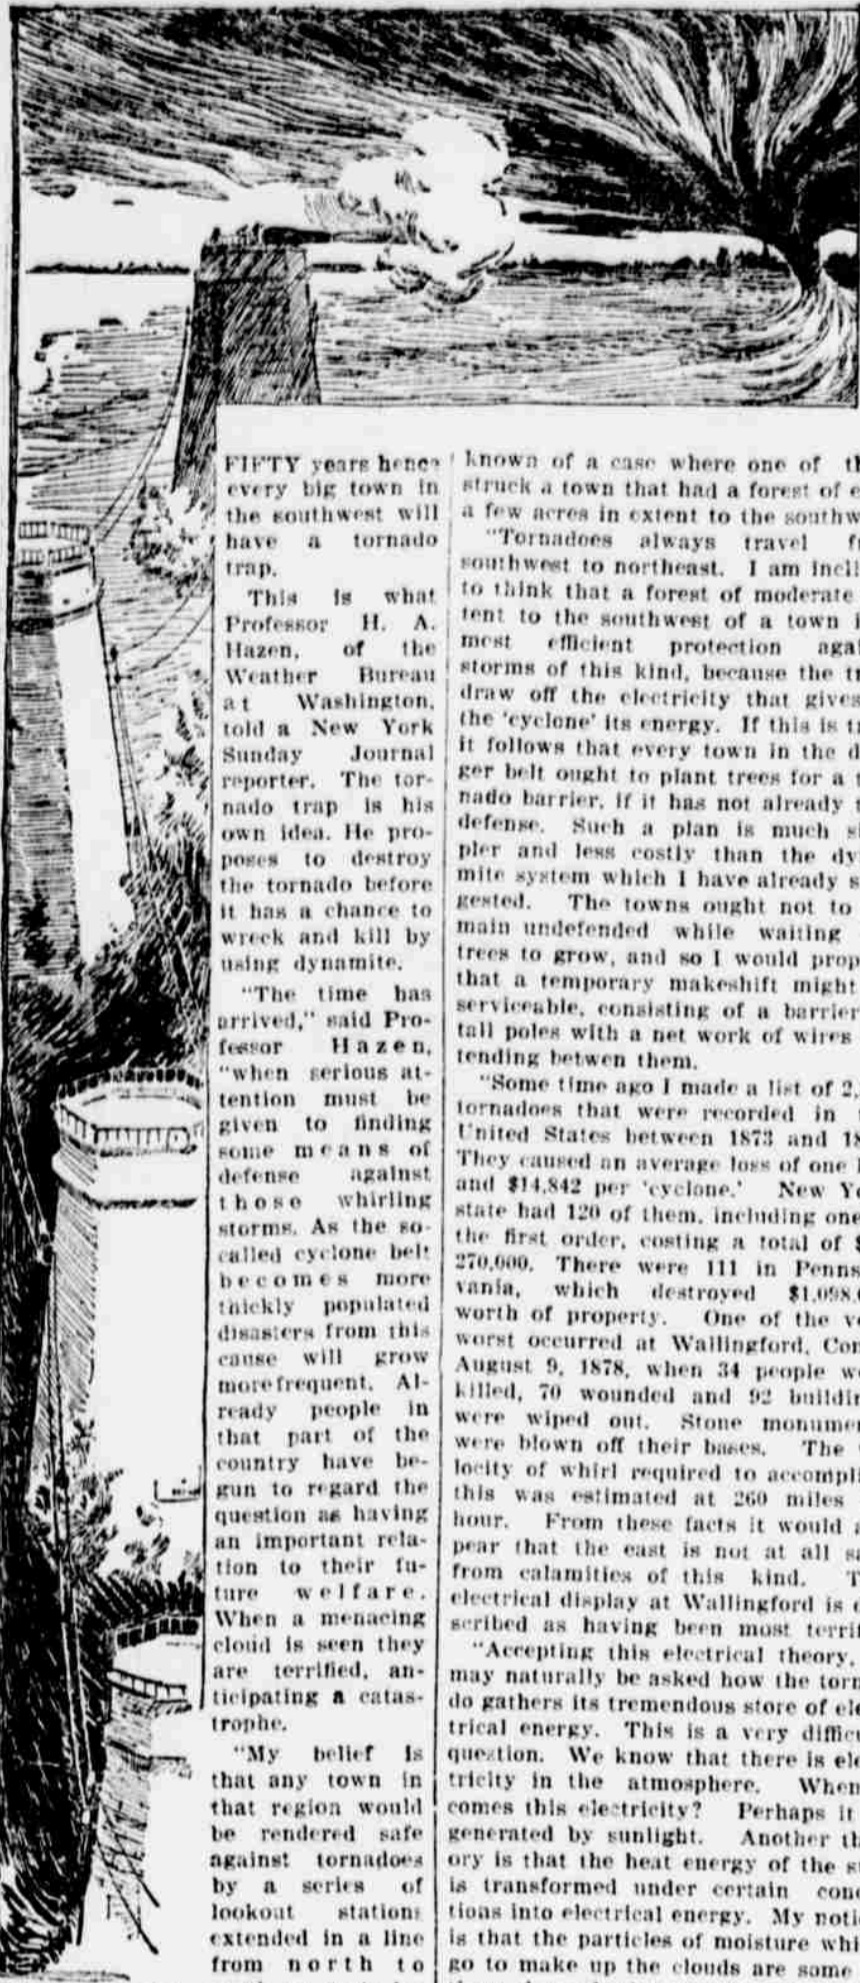 FIFTY years hence
every big town in
the southwest will
have a tornado
trap.
This is what
Professor H. A.
Hazen, of the
Weather Bureau
at Washington,
told a New York
Sunday Journal
reporter. The tor-
nado trap is his
own idea. He pro-
poses to destroy
the tornado before
it has a chance to
wreck and kill by
using dynamite.
"The time has
arrived," said Pro-
fessor Hazen,
"when serious at-
tention must be
given to finding
some means of
defense against
those whirling
storms. As the so-
called cyclone belt
becomes more
thickly populated
disasters from this
cause will grow
more frequent. Al-
ready people in
that part of the
country have be-
gun to regard the
question as having
an important rela-
tion to their fu-
ture welfare.
When a menacing
cloud is seen they
are terrified, an-
ticipating a catas-
trophe.
"My belief is
that any town in
that region would
be rendered safe
against tornadoes
by a series of
lookout stations
extended in a line
from north to
known of a case where one of
struck a town that had a forest of
a few acres in extent to the
"Tornadoes always travel
southwest to northeast. I am
to think that a forest of moderate
tent to the southwest of a town
most efficient protection
storms of this kind, because the
draw off the electricity that gives
the 'cyclone' its energy. If this is
it follows that every town in the
ger belt ought to plant trees for a
nado barrier, if it has not already
defense. Such a plan is much
pler and less costly than the
mite system which I have already
gested. The towns ought not to
main undefended while waiting
trees to grow, and so I would
that a temporary makeshift might
serviceable, consisting of a barrier
tall poles with a net work of wires
tending betwen them.
"Some time ago I made a list of
tornadoes that were recorded in
United States between 1873 and
They caused an average loss of one
and $14,842 per 'cyclone.' New
state had 120 of them, including one
the first order, costing a total of
270,000. There were 111 in
vania, which destroyed
worth of property. One of the
worst occurred at Wallingford,
August 9, 1878, when 34 people
killed, 70 wounded and 92
were wiped out. Stone
were blown off their bases. The
locity of whirl required to
this was estimated at 260 miles
hour. From these facts it would
pear that the east is not at all
from calamities of this kind.
electrical display at Wallingford is
scribed as having been most
"Accepting this electrical theory,
may naturally be asked how the
do gathers its tremendous store of
trical energy. This is a very
question. We know that there is
tricity in the atmosphere.
comes this electricity? Perhaps it
generated by sunlight. Another
ory is that the heat energy of the
is transformed under certain
tions into electrical energy. My
is that the particles of moisture
go to make up the clouds are some